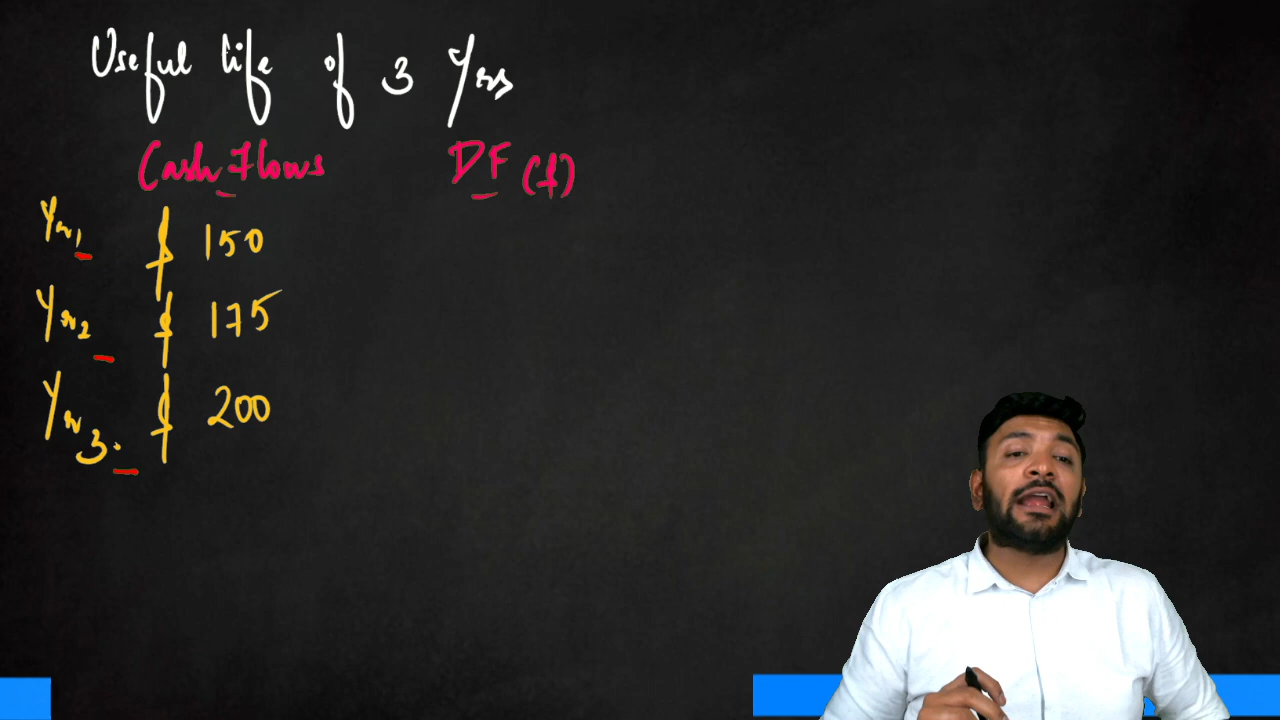 Useful life of 3 Yrs
Cash Flows DF (f)
Yr1 $ 150
Yr2 $ 175
Yr3. $ 200